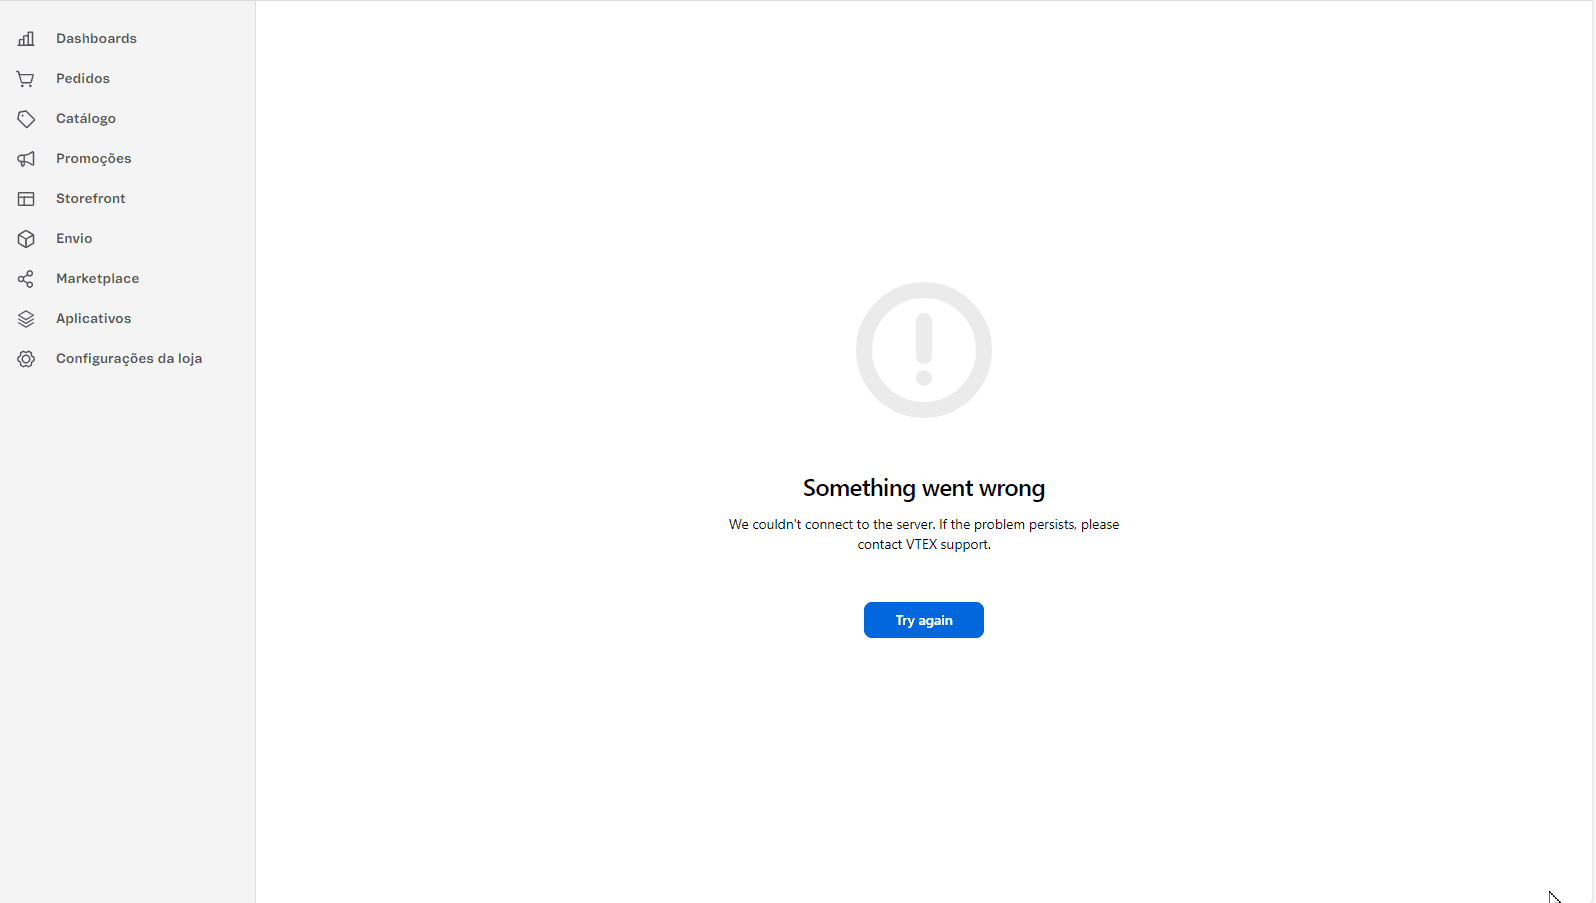 Dashboards
Pedidos
Catálogo
Promoções
Storefront
Envio
Marketplace
Aplicativos
Configurações da loja
Something went wrong
We couldn't connect to the server. If the problem persists, please
contact VTEX support.
Try again